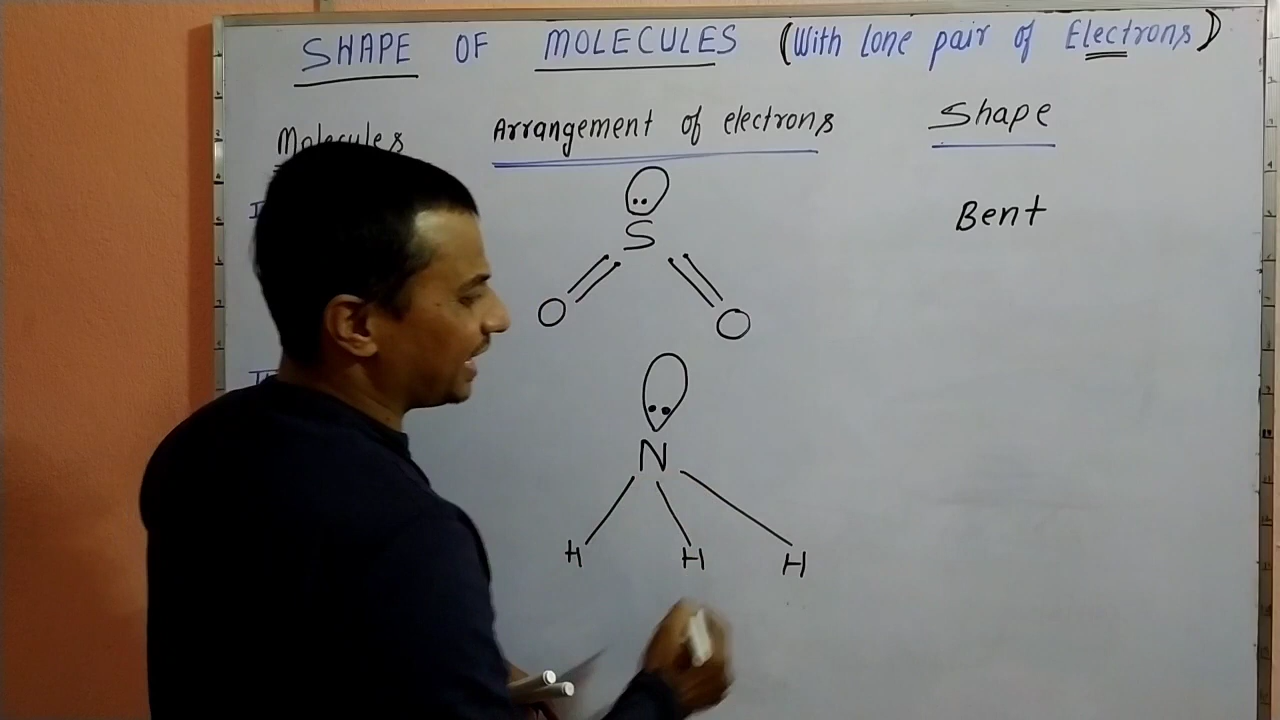 SHAPE OF MOLECULES (With lone pair of Electrons)
Molecules Arrangement of electrons Shape
S
O O
Bent
N
H H H